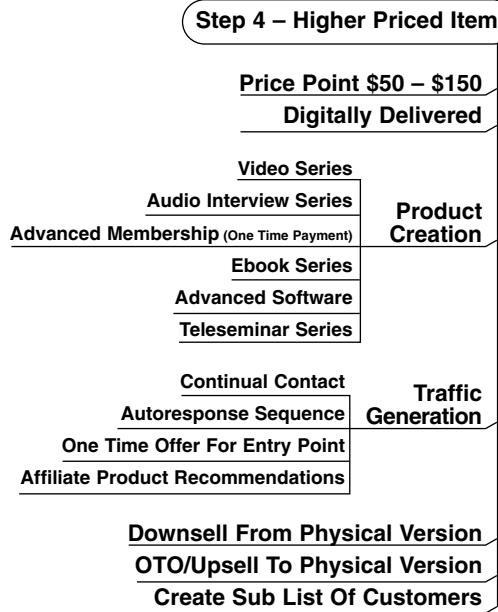 Step 4 – Higher Priced Item
Price Point $50 – $150
Digitally Delivered
Video Series
Audio Interview Series
Advanced Membership (One Time Payment)
Ebook Series
Advanced Software
Teleseminar Series
Product
Creation
Continual Contact
Autoresponse Sequence
One Time Offer For Entry Point
Affiliate Product Recommendations
Traffic
Generation
Downsell From Physical Version
OTO/Upsell To Physical Version
Create Sub List Of Customers